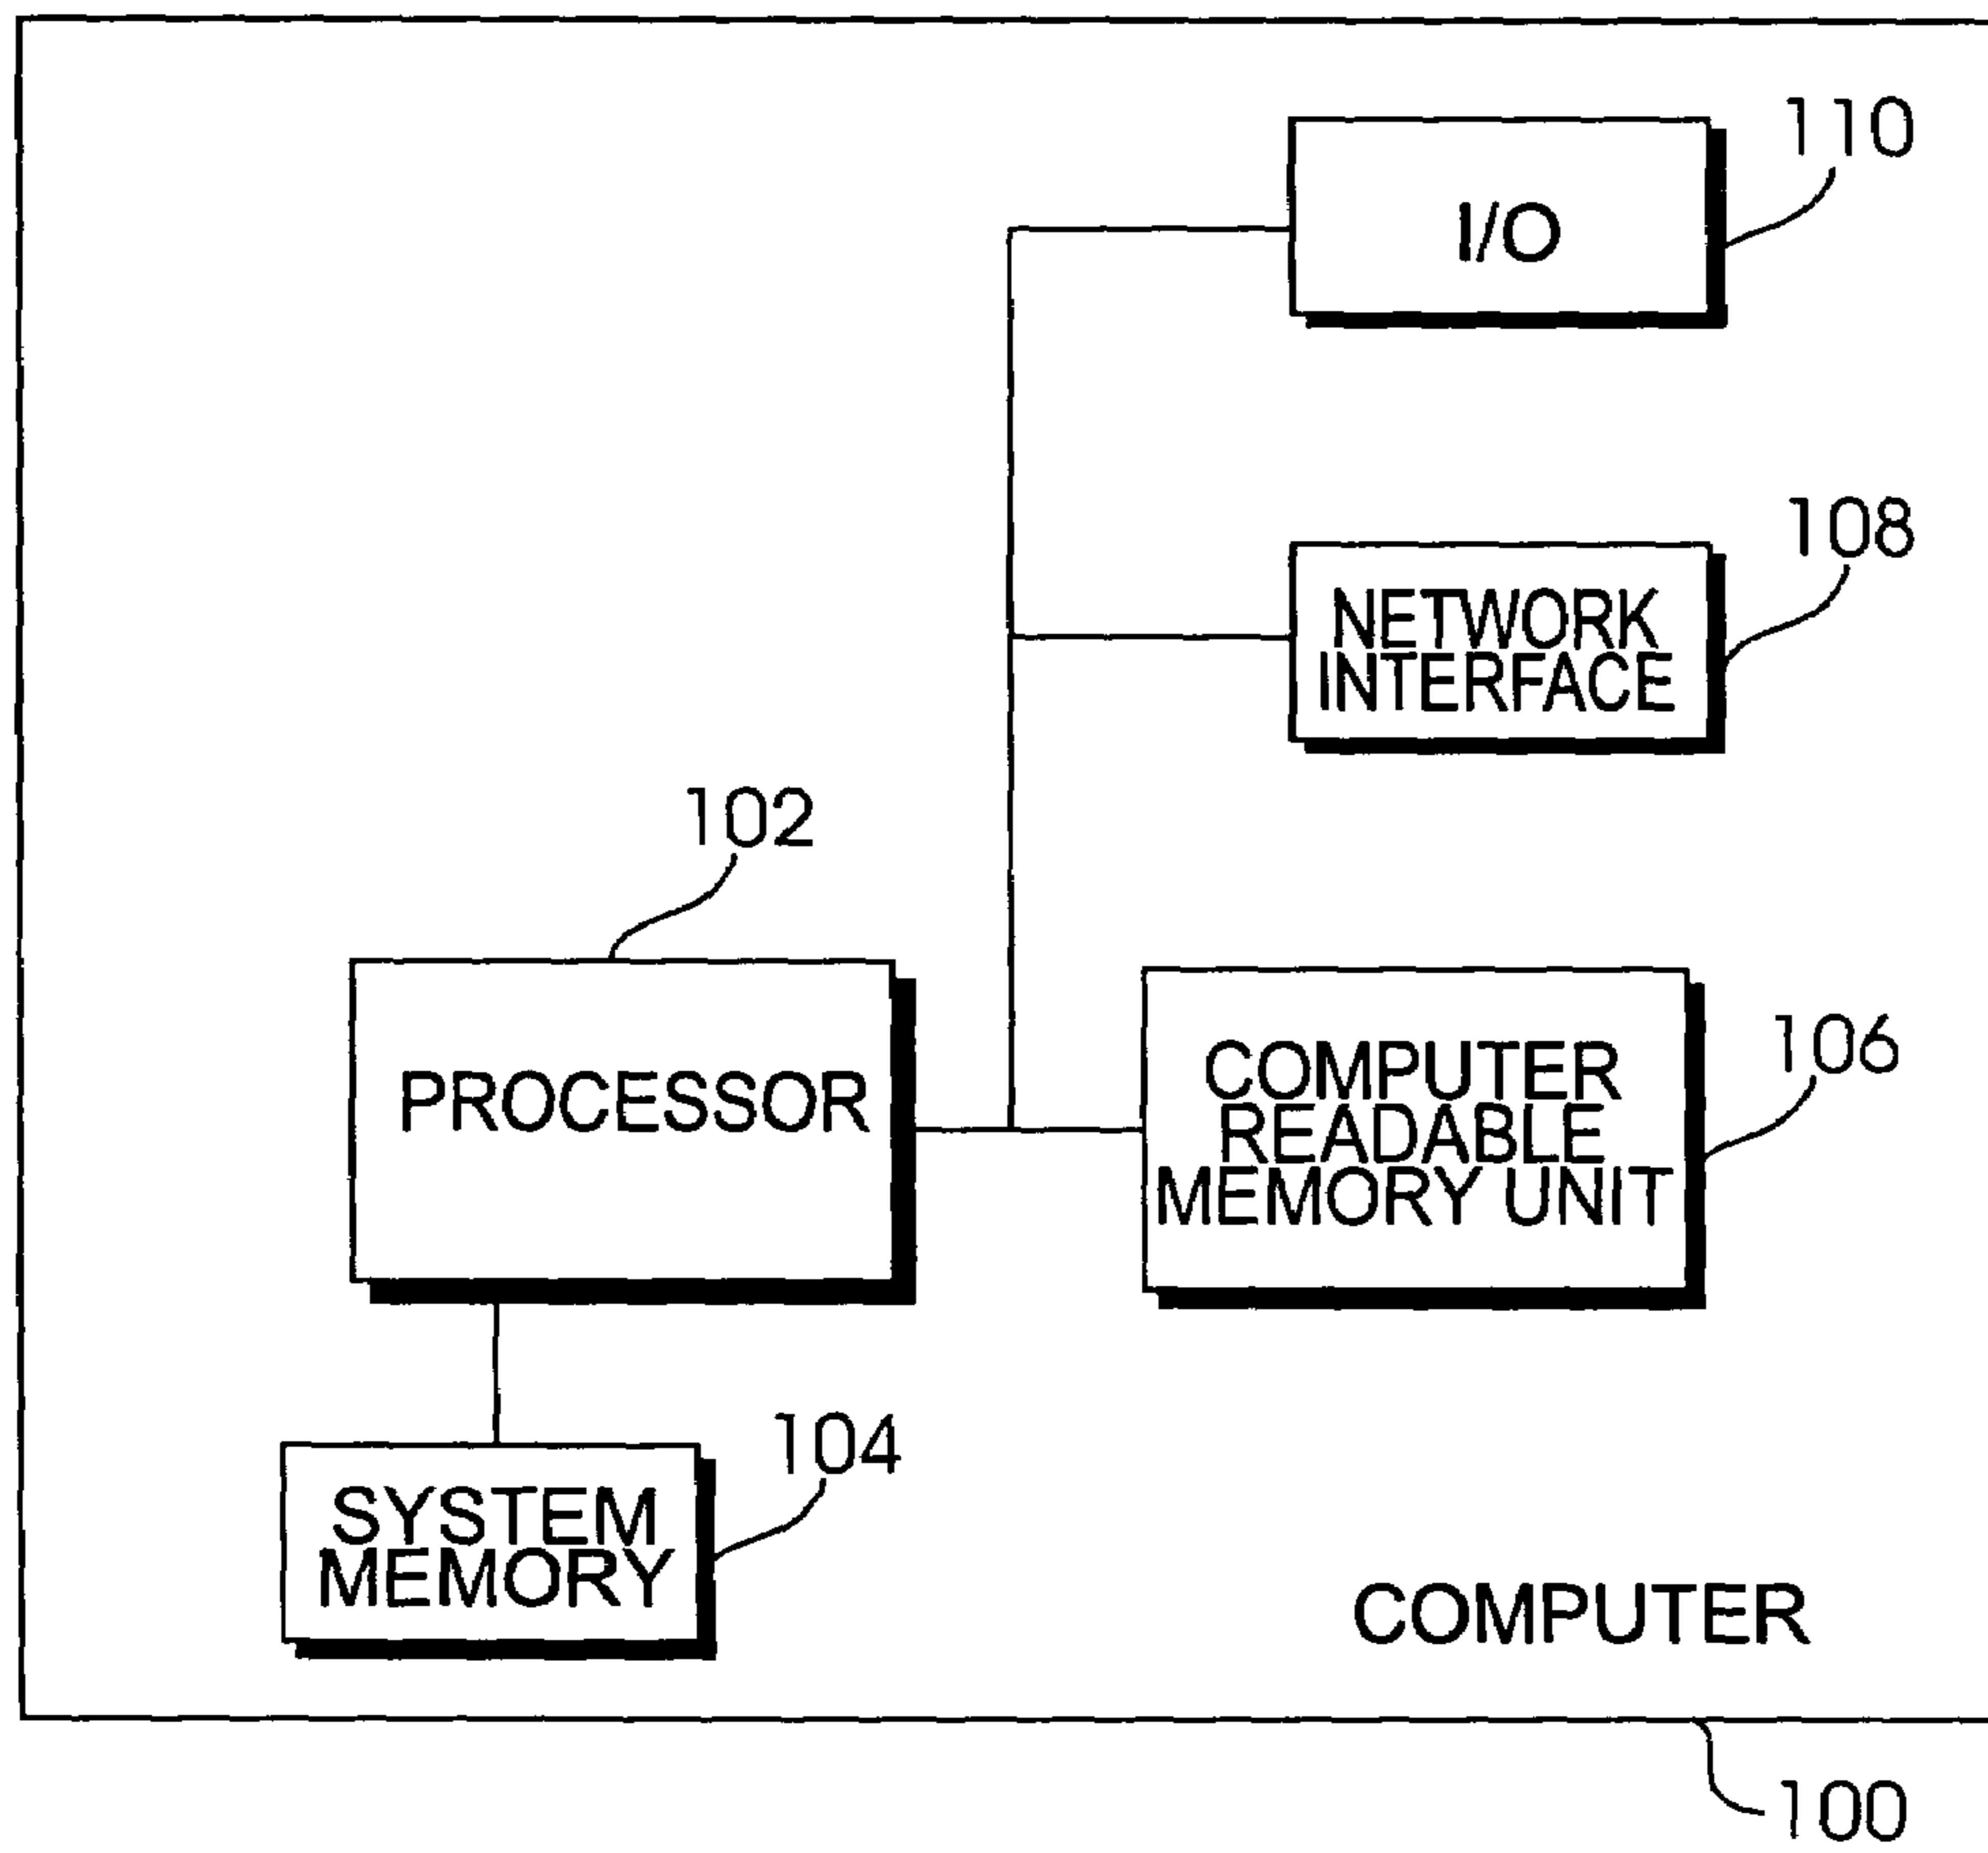 110
I/O
108
NETWORK
INTERFACE
102
PROCESSOR
106
COMPUTER
READABLE
MEMORY UNIT
104
SYSTEM
MEMORY
COMPUTER
100